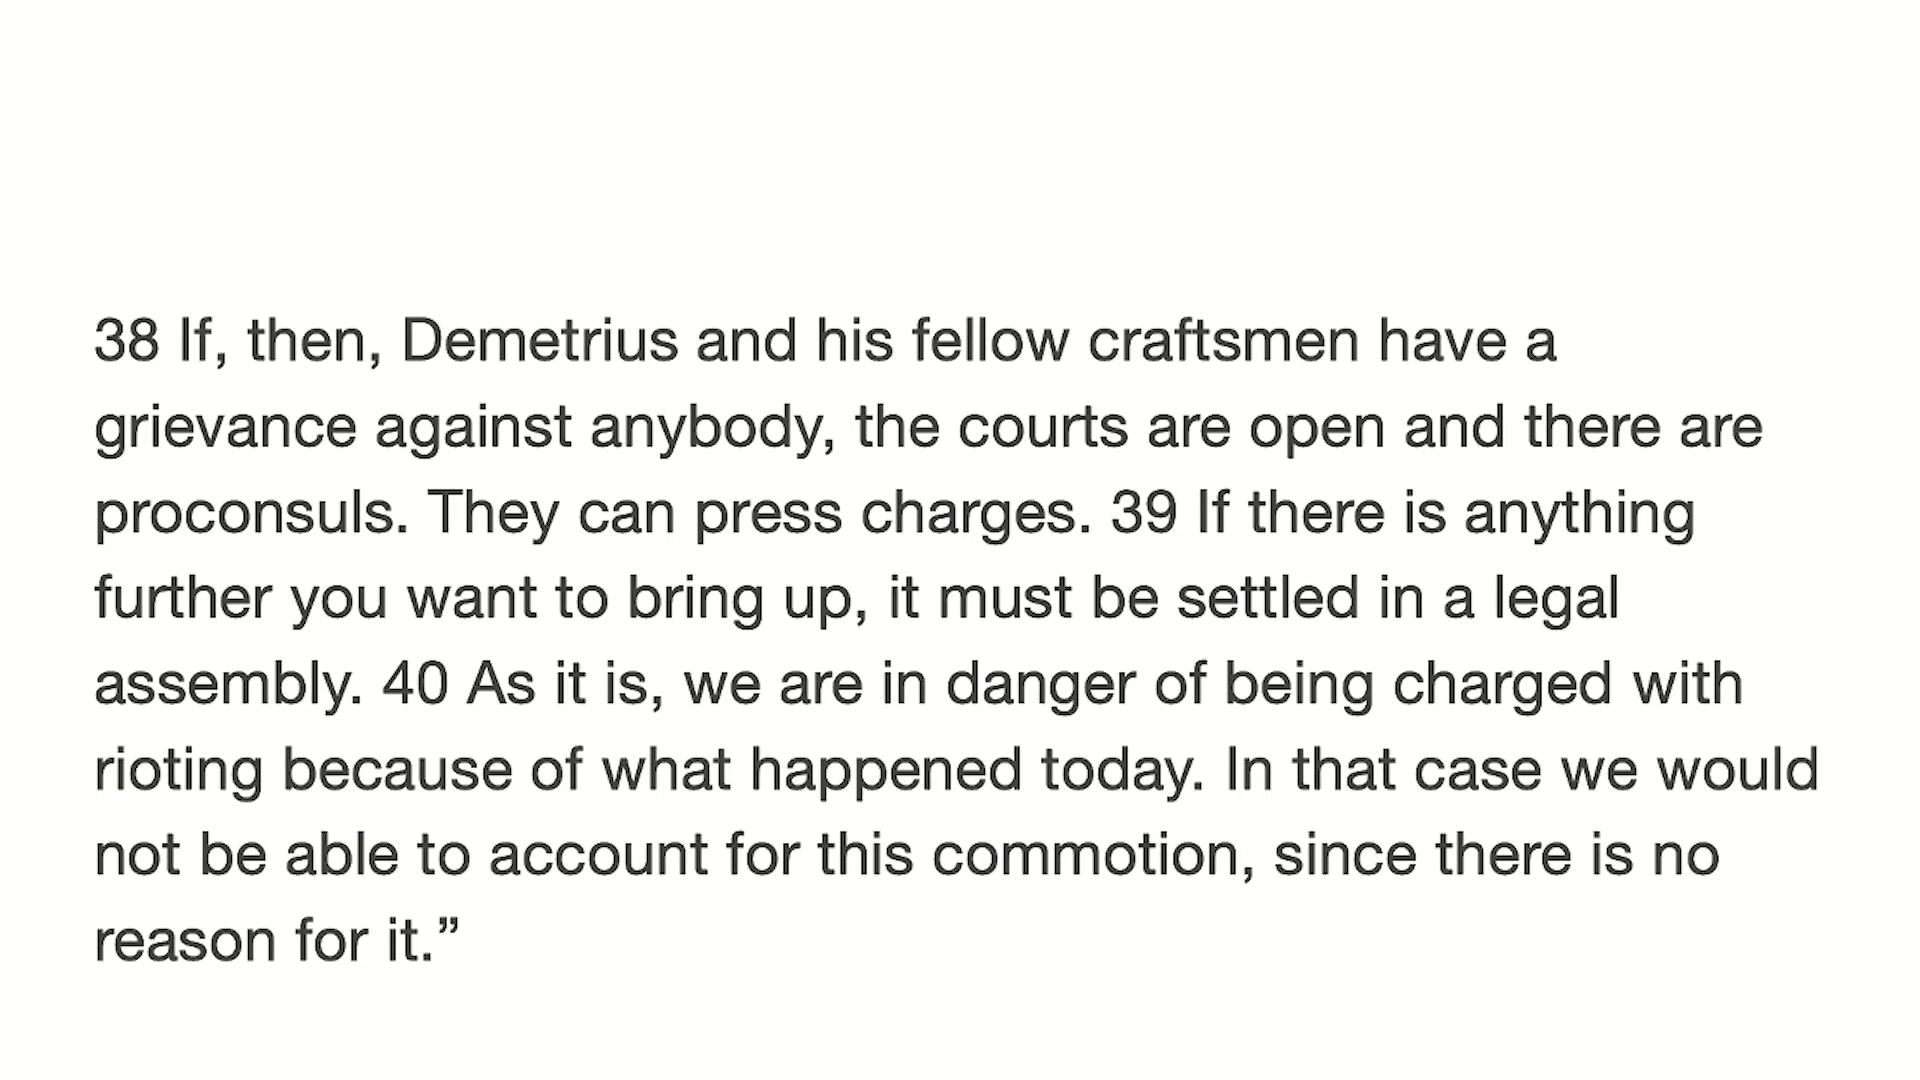 38 If, then, Demetrius and his fellow craftsmen have a
grievance against anybody, the courts are open and there are
proconsuls. They can press charges. 39 If there is anything
further you want to bring up, it must be settled in a legal
assembly. 40 As it is, we are in danger of being charged with
rioting because of what happened today. In that case we would
not be able to account for this commotion, since there is no
reason for it.”